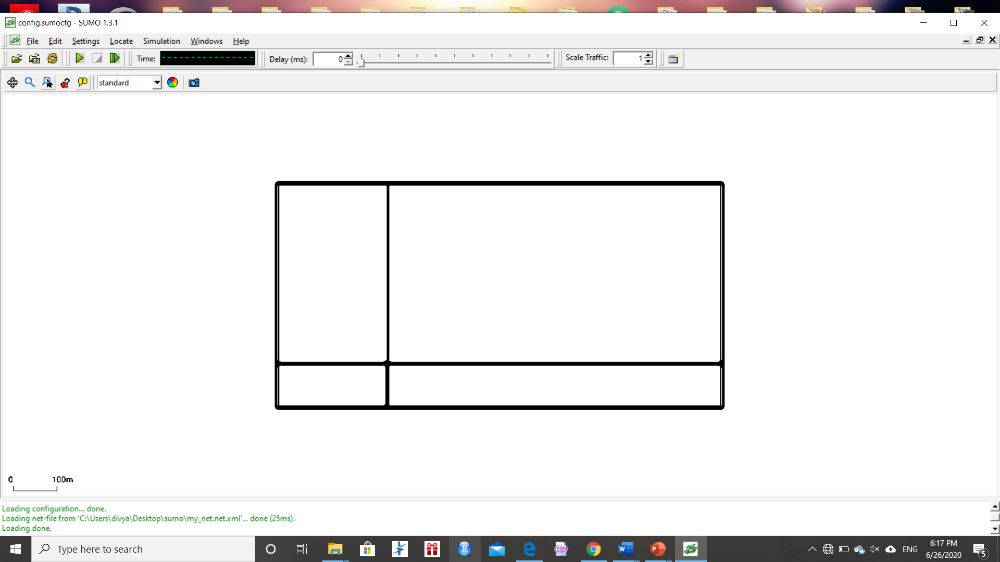 config.sumocfg - SUMO 1.3.1
File Edit Settings Locate Simulation Windows Help
Time: Delay (ms): 0 Scale Traffic: 1
standard
0 100m
Loading configuration... done.
Loading net-file from 'C:\Users\divya\Desktop\sumo\my_net.net.xml'... done (25ms).
Loading done.
Type here to search
ENG
6:17 PM
6/26/2020
5